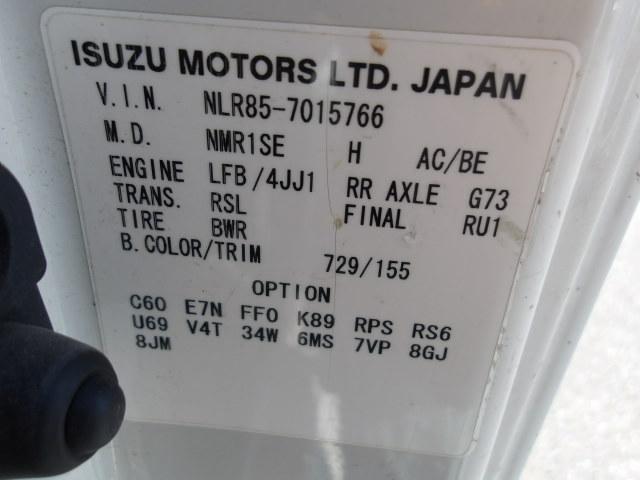 ISUZU MOTORS LTD. JAPAN
V.I.N. NLR85-7015766
M.D. NMR1SE H AC/BE
ENGINE LFB/4JJ1 RR AXLE G73
TRANS. RSL FINAL RU1
TIRE BWR
B.COLOR/TRIM 729/155
OPTION
C60 E7N FF0 K89 RPS RS6
U69 V4T 34W 6MS 7VP 8GJ
8JM